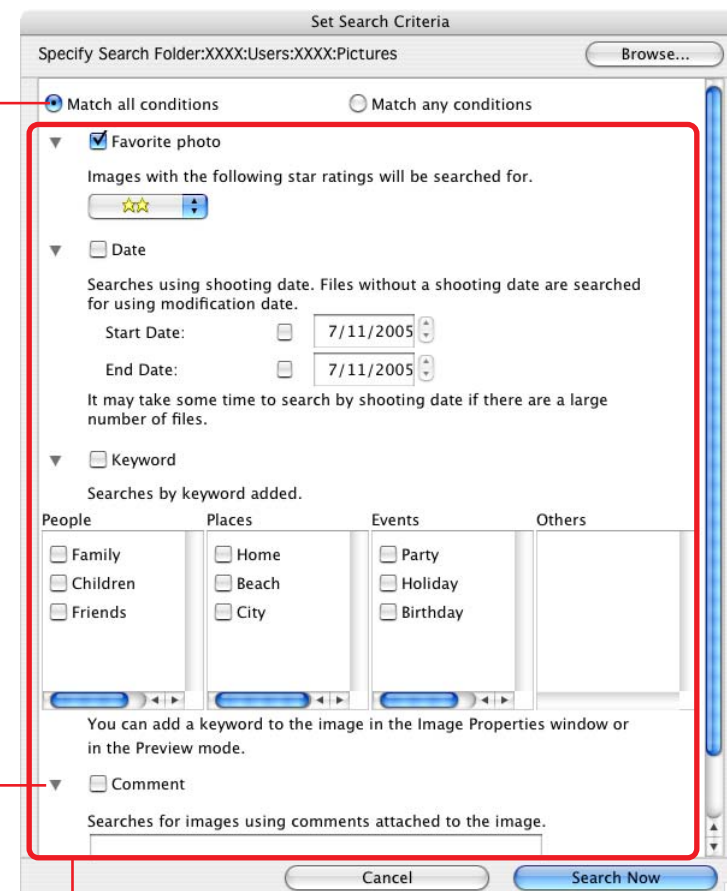 Set Search Criteria
Specify Search Folder:XXXX:Users:XXXX:Pictures Browse...
Match all conditions Match any conditions
Favorite photo
Images with the following star ratings will be searched for.
Date
Searches using shooting date. Files without a shooting date are searched
for using modification date.
Start Date: 7/11/2005
End Date: 7/11/2005
It may take some time to search by shooting date if there are a large
number of files.
Keyword
Searches by keyword added.
People Places Events Others
Family Home Party
Children Beach Holiday
Friends City Birthday
You can add a keyword to the image in the Image Properties window or
in the Preview mode.
Comment
Searches for images using comments attached to the image.
Cancel Search Now